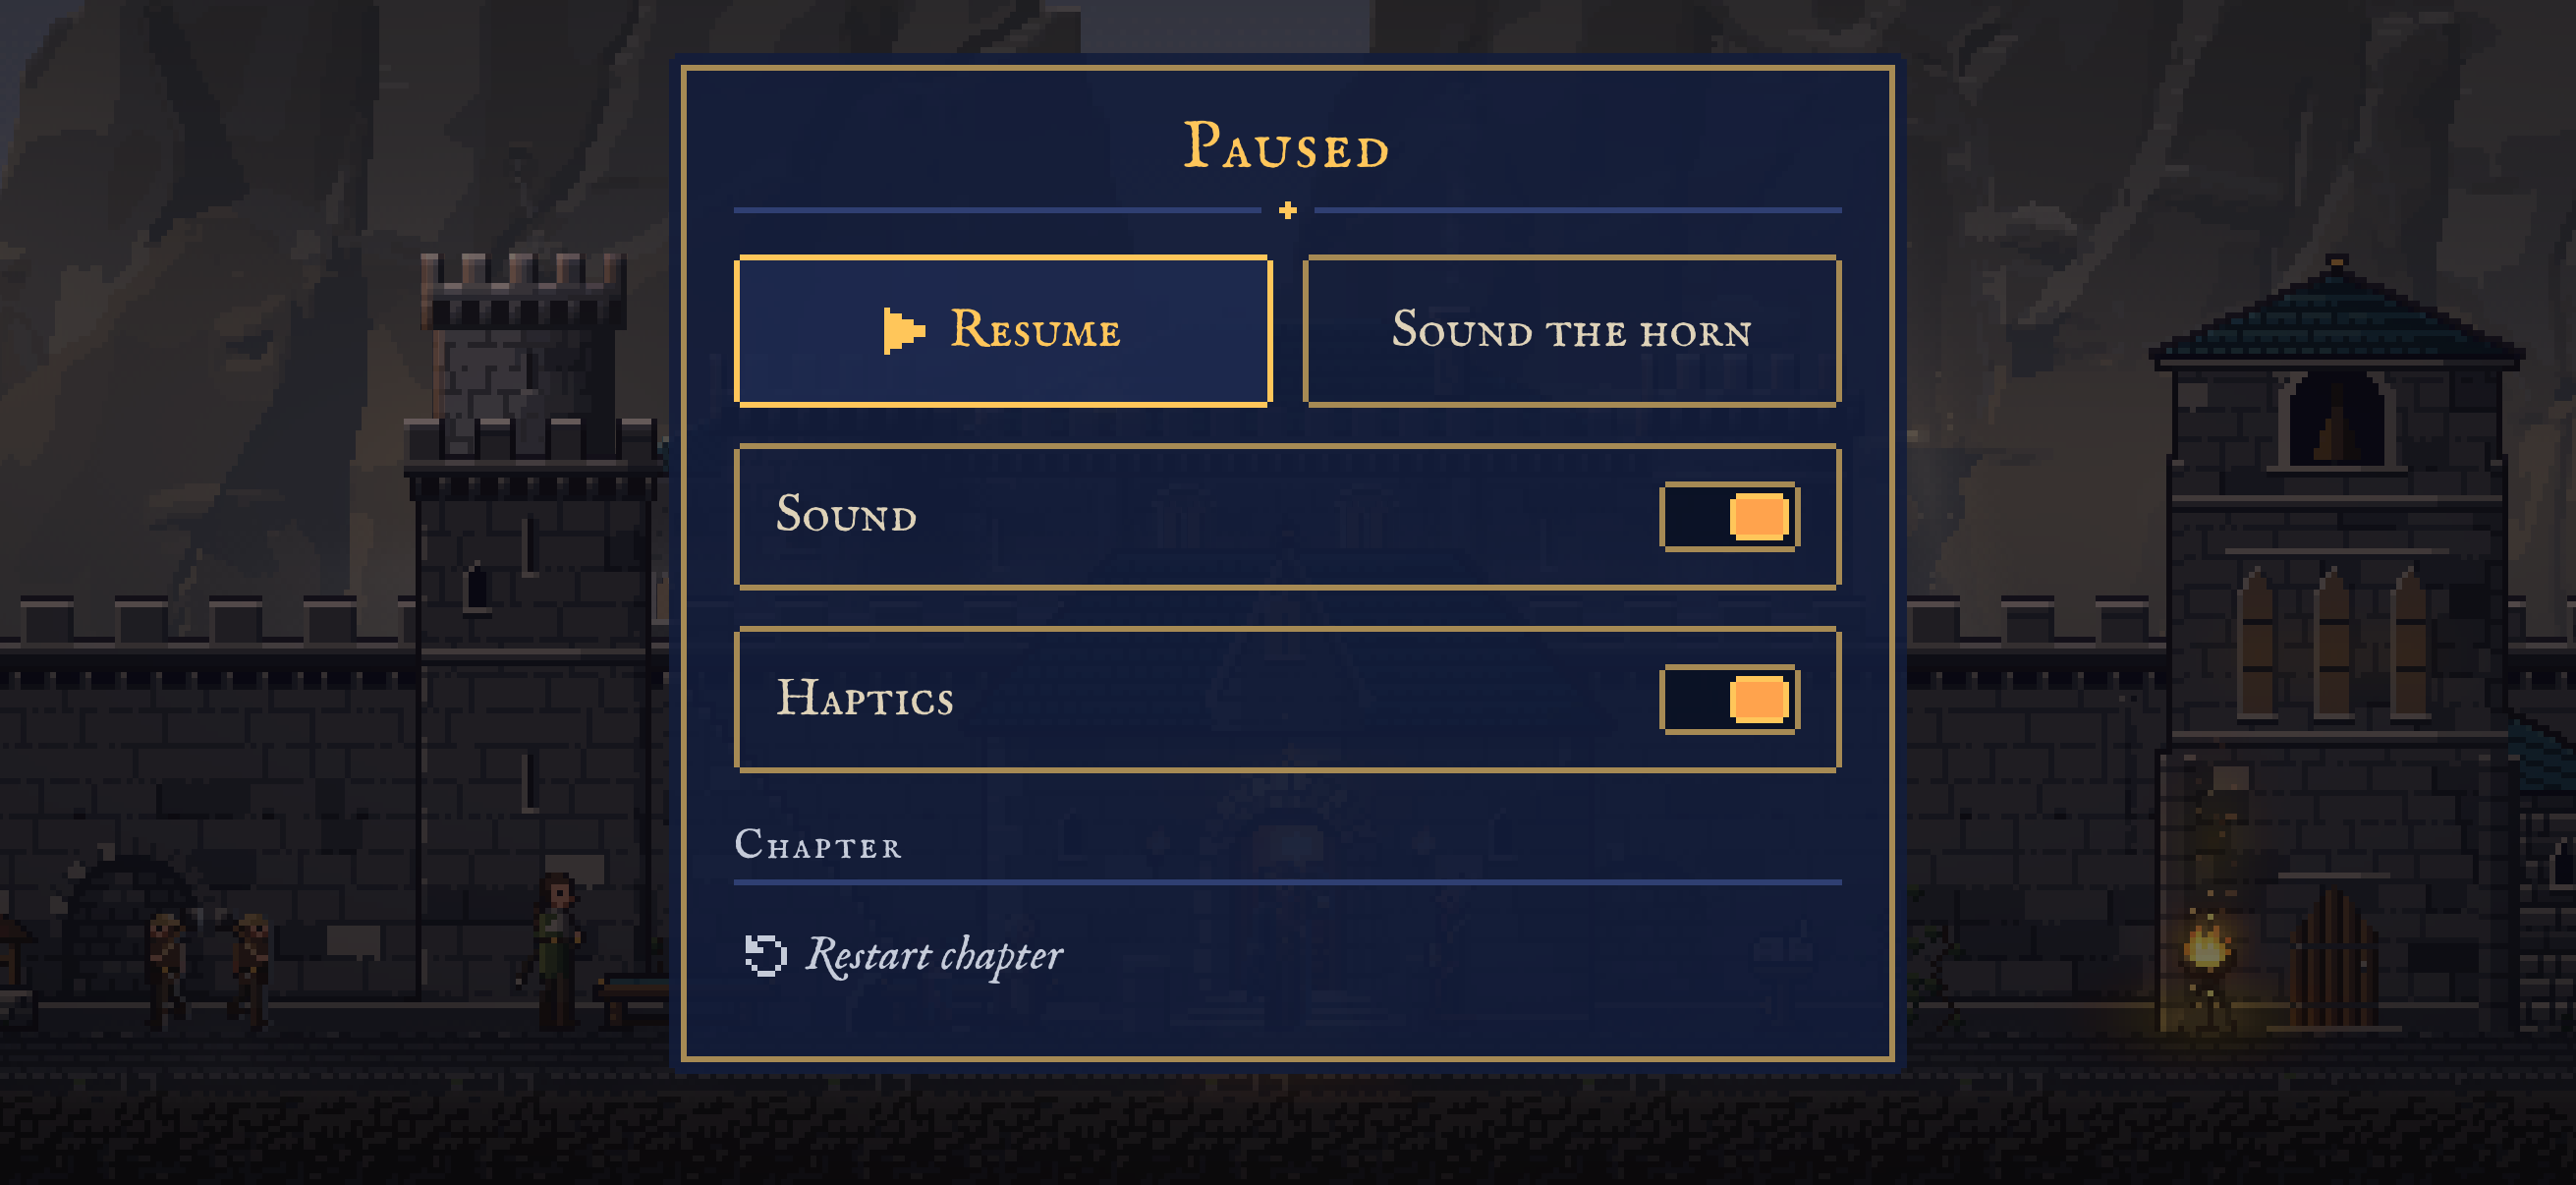 Paused
Resume
Sound the horn
Sound
Haptics
Chapter
Restart chapter